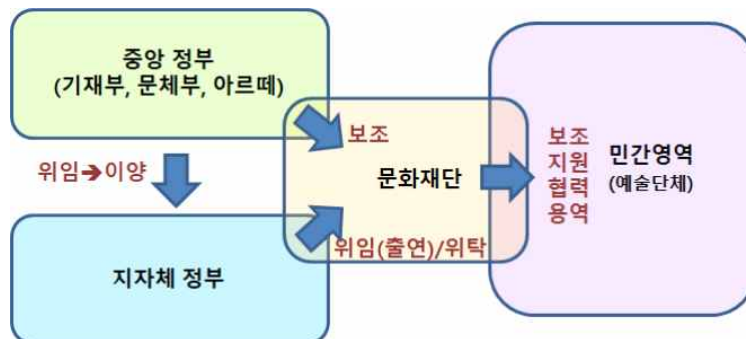 중앙 정부
(기재부, 문체부, 아르떼)
위임➔이양
지자체 정부
보조
문화재단
위임(출연)/위탁
보조
지원
협력
용역
민간영역
(예술단체)